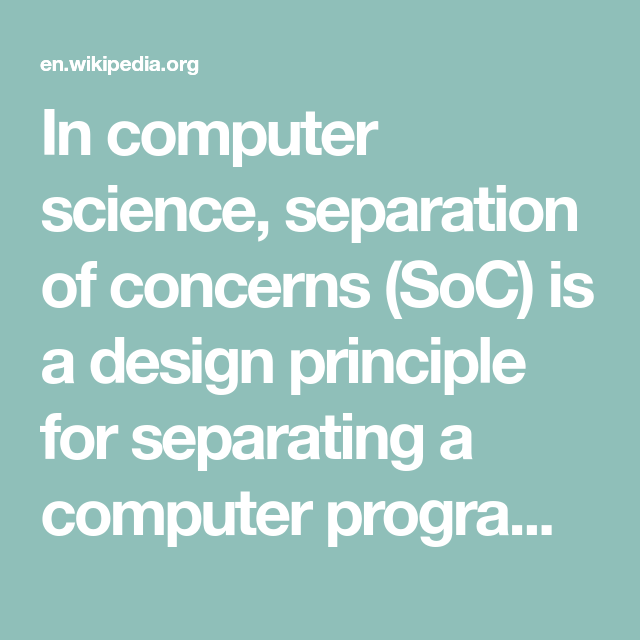 en.wikipedia.org
In computer
science, separation
of concerns (SoC) is
a design principle
for separating a
computer progra...